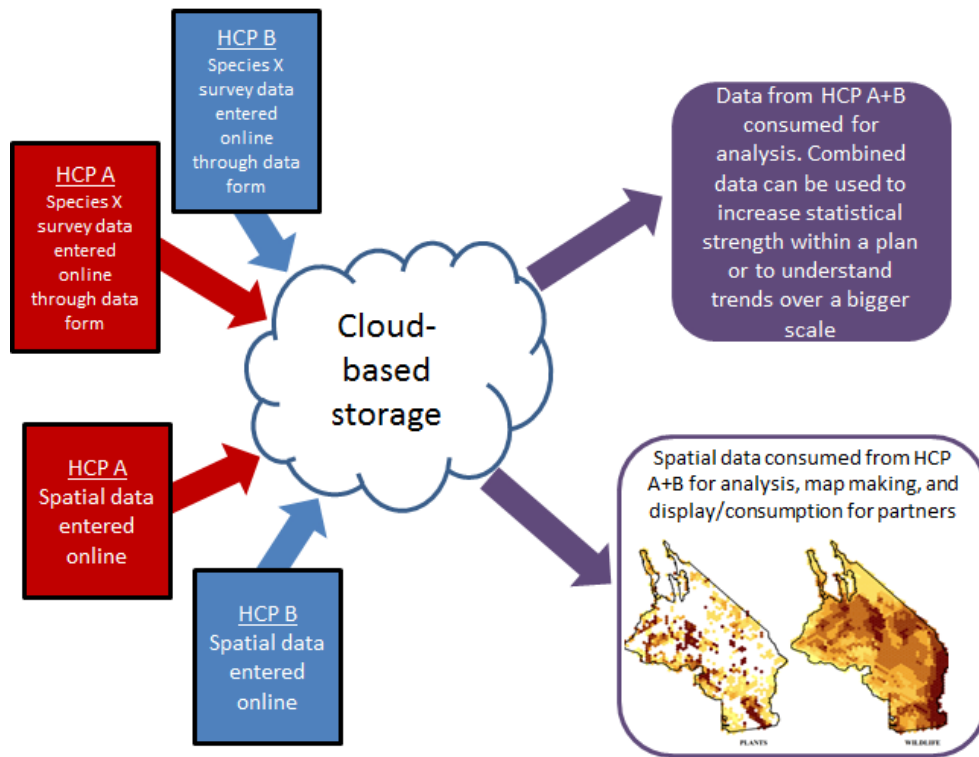 HCP B
Species X
survey data
entered
online
through data
form
HCP A
Species X
survey data
entered
online
through data
form
Data from HCP A+B
consumed for
analysis. Combined
data can be used to
increase statistical
strength within a plan
or to understand
trends over a bigger
scale
Cloud-
based
storage
HCP A
Spatial data
entered
online
HCP B
Spatial data
entered
online
Spatial data consumed from HCP
A+B for analysis, map making, and
display/consumption for partners
PLANTS
WILDLIFE